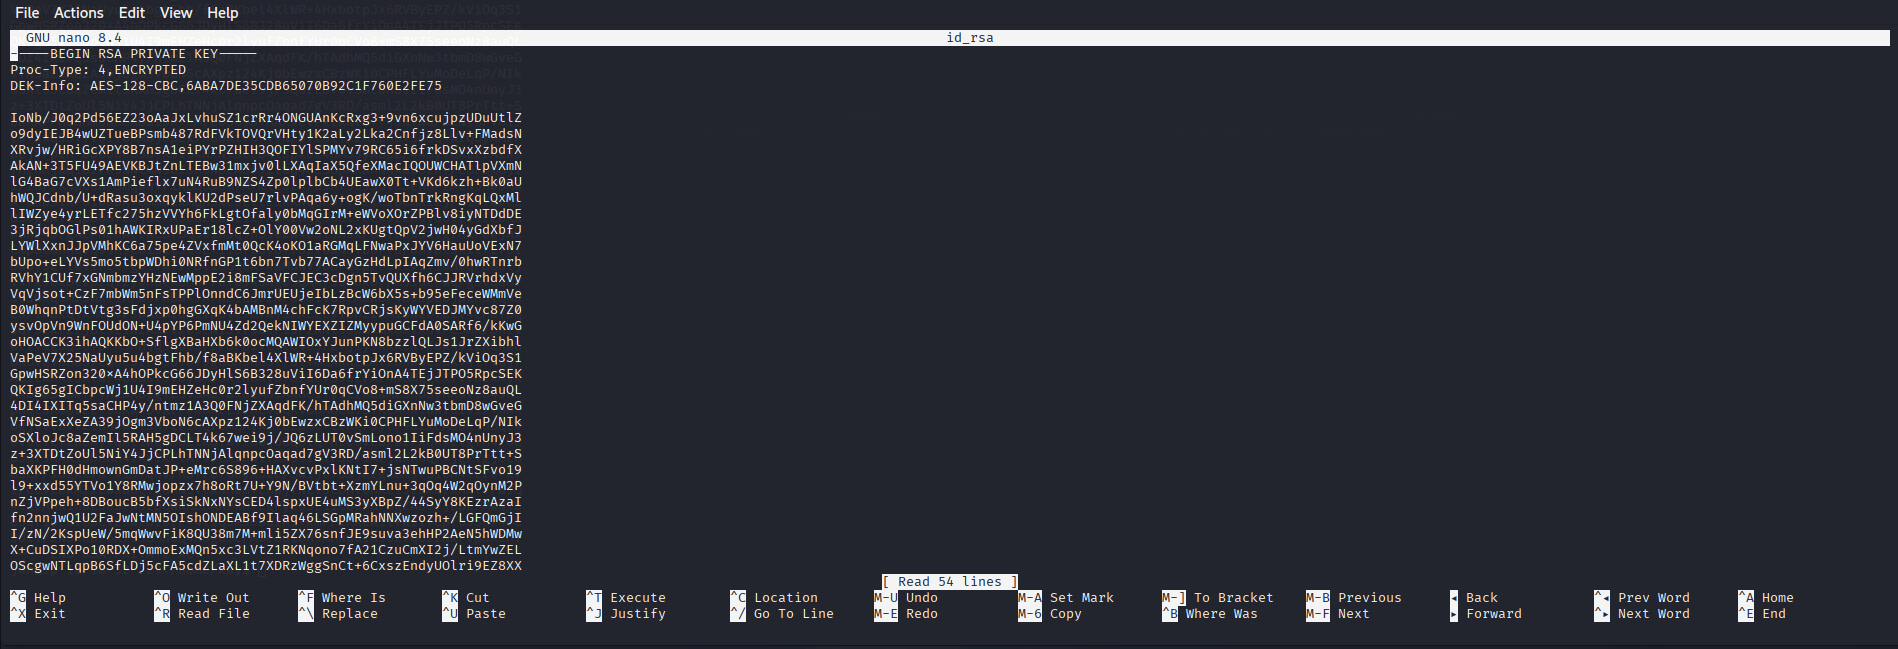 File Actions Edit View Help
GNU nano 8.4 id_rsa
-----BEGIN RSA PRIVATE KEY-----
Proc-Type: 4,ENCRYPTED
DEK-Info: AES-128-CBC,6ABA7DE35CDB65070B92C1F760E2FE75
IoNb/J0q2Pd56EZ23oAaJxLvhuSZ1crRr4ONGUAnKcRxg3+9vn6xcujpzUDuUtlZ
o9dyIEJB4wUZTueBPsmb487RdFVkTOVQrVHty1K2aLy2Lka2Cnfjz8Llv+FMadsN
XRvjw/HRiGcXPY8B7nsA1eiPYrPZHIH3QOFIYlSPMYv79RC65i6frkDSvxXzbdfX
AkAN+3T5FU49AEVKBJtZnLTEBw31mxjv0lLXAqIaX5QfeXMacIQOUWCHATlpVXmN
lG4BaG7cVXs1AmPieflx7uN4RuB9NZS4Zp0lplbCb4UEawX0Tt+VKd6kzh+Bk0aU
hWQJCdnb/U+dRasu3oxqyklKU2dPseU7rlvPAqa6y+ogK/woTbnTrkRngKqLQxMl
lIWZye4yrLETfc275hzVVYh6FkLgtOfaly0bMqGIrM+eWVoXOrZPBlv8iyNTDdDE
3jRjqbOGlPs01hAWKIRxUPaEr18lcZ+OlY00Vw2oNL2xKUgtQpV2jwH04yGdXbfJ
LYWlXxnJJpVMhKC6a75pe4ZVxfmMt0QcK4oKO1aRGMqLFNwaPxJYV6HauUoVExN7
bUpo+eLYVs5mo5tbpWDhi0NRfnGP1t6bn7Tvb77ACayGzHdLpIAqZmv/0hwRTnrb
RVhY1CUf7xGNmbmzYHzNEwMppE2i8mFSaVFCJEC3cDgn5TvQUXfh6CJJRVrhdxVy
VqVjsot+CzF7mbWm5nFsTPPlOnndC6JmrUEUjeIbLzBcW6bX5s+b95eFeceWMmVe
B0WhqnPtDtVtg3sFdjxp0hgGXqK4bAMBnM4chFcK7RpvCRjsKyWYVEDJMYvc87Z0
ysvOpVn9WnFOUdON+U4pYP6PmNU4Zd2QekNIWYEXZIZMyypuGCFdA0SARf6/kKwG
oHOACCK3ihAQKKbO+SflgXBaHXb6k0ocMQAWIOxYJunPKN8bzzlQLJs1JrZXibhl
VaPeV7X25NaUyu5u4bgtFhb/f8aBKbel4XlWR+4HxbotpJx6RVByEPZ/kViOq3S1
GpwHSRZon320×A4hOPkcG66JDyHlS6B328uViI6Da6frYiOnA4TEjJTPO5RpcSEK
QKIg65gICbpcWj1U4I9mEHZeHc0r2lyufZbnfYUr0qCVo8+mS8X75seeoNz8auQL
4DI4IXITq5saCHP4y/ntmz1A3Q0FNjZXAqdFK/hTAdhMQ5diGXnNw3tbmD8wGveG
VfNSaExXeZA39jOgm3VboN6cAXpz124Kj0bEwzxCBzWKi0CPHFLYuMoDeLqP/NIk
oSXloJc8aZemIl5RAH5gDCLT4k67wei9j/JQ6zLUT0vSmLono1IiFdsMO4nUnyJ3
z+3XTDtZoUl5NiY4JjCPLhTNNjAlqnpcOaqad7gV3RD/asml2L2kB0UT8PrTtt+S
baXKPFH0dHmownGmDatJP+eMrc6S896+HAXvcvPxlKNtI7+jsNTwuPBCNtSFvo19
l9+xxd55YTVo1Y8RMwjopzx7h8oRt7U+Y9N/BVtbt+XzmYLnu+3qOq4W2qOynM2P
nZjVPpeh+8DBoucB5bfXsiSkNxNYsCED4lspxUE4uMS3yXBpZ/44SyY8KEzrAzaI
fn2nnjwQ1U2FaJwNtMN5OIshONDEABf9Ilaq46LSGpMRahNNXwzozh+/LGFQmGjI
I/zN/2KspUeW/5mqWwvFiK8QU38m7M+mli5ZX76snfJE9suva3ehHP2AeN5hWDMw
X+CuDSIXPo10RDX+OmmoExMQn5xc3LVtZ1RKNqono7fA21CzuCmXI2j/LtmYwZEL
OScgwNTLqpB6SfLDj5cFA5cdZLaXL1t7XDRzWggSnCt+6CxszEndyUOlri9EZ8XX
[ Read 54 lines ]
^G Help ^O Write Out ^F Where Is ^K Cut ^T Execute ^C Location M-U Undo M-A Set Mark M-] To Bracket M-B Previous ◂ Back ^◂ Prev Word ^A Home
^X Exit ^R Read File ^\ Replace ^U Paste ^J Justify ^/ Go To Line M-E Redo M-6 Copy ^B Where Was M-F Next ▸ Forward ^▸ Next Word ^E End